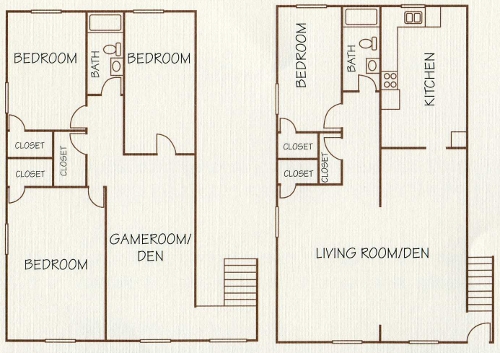 BEDROOM
BATH
BEDROOM
CLOSET
CLOSET
CLOSET
GAMEROOM/
DEN
BEDROOM
BEDROOM
BATH
KITCHEN
CLOSET
CLOSET
CLOSET
LIVING ROOM/DEN